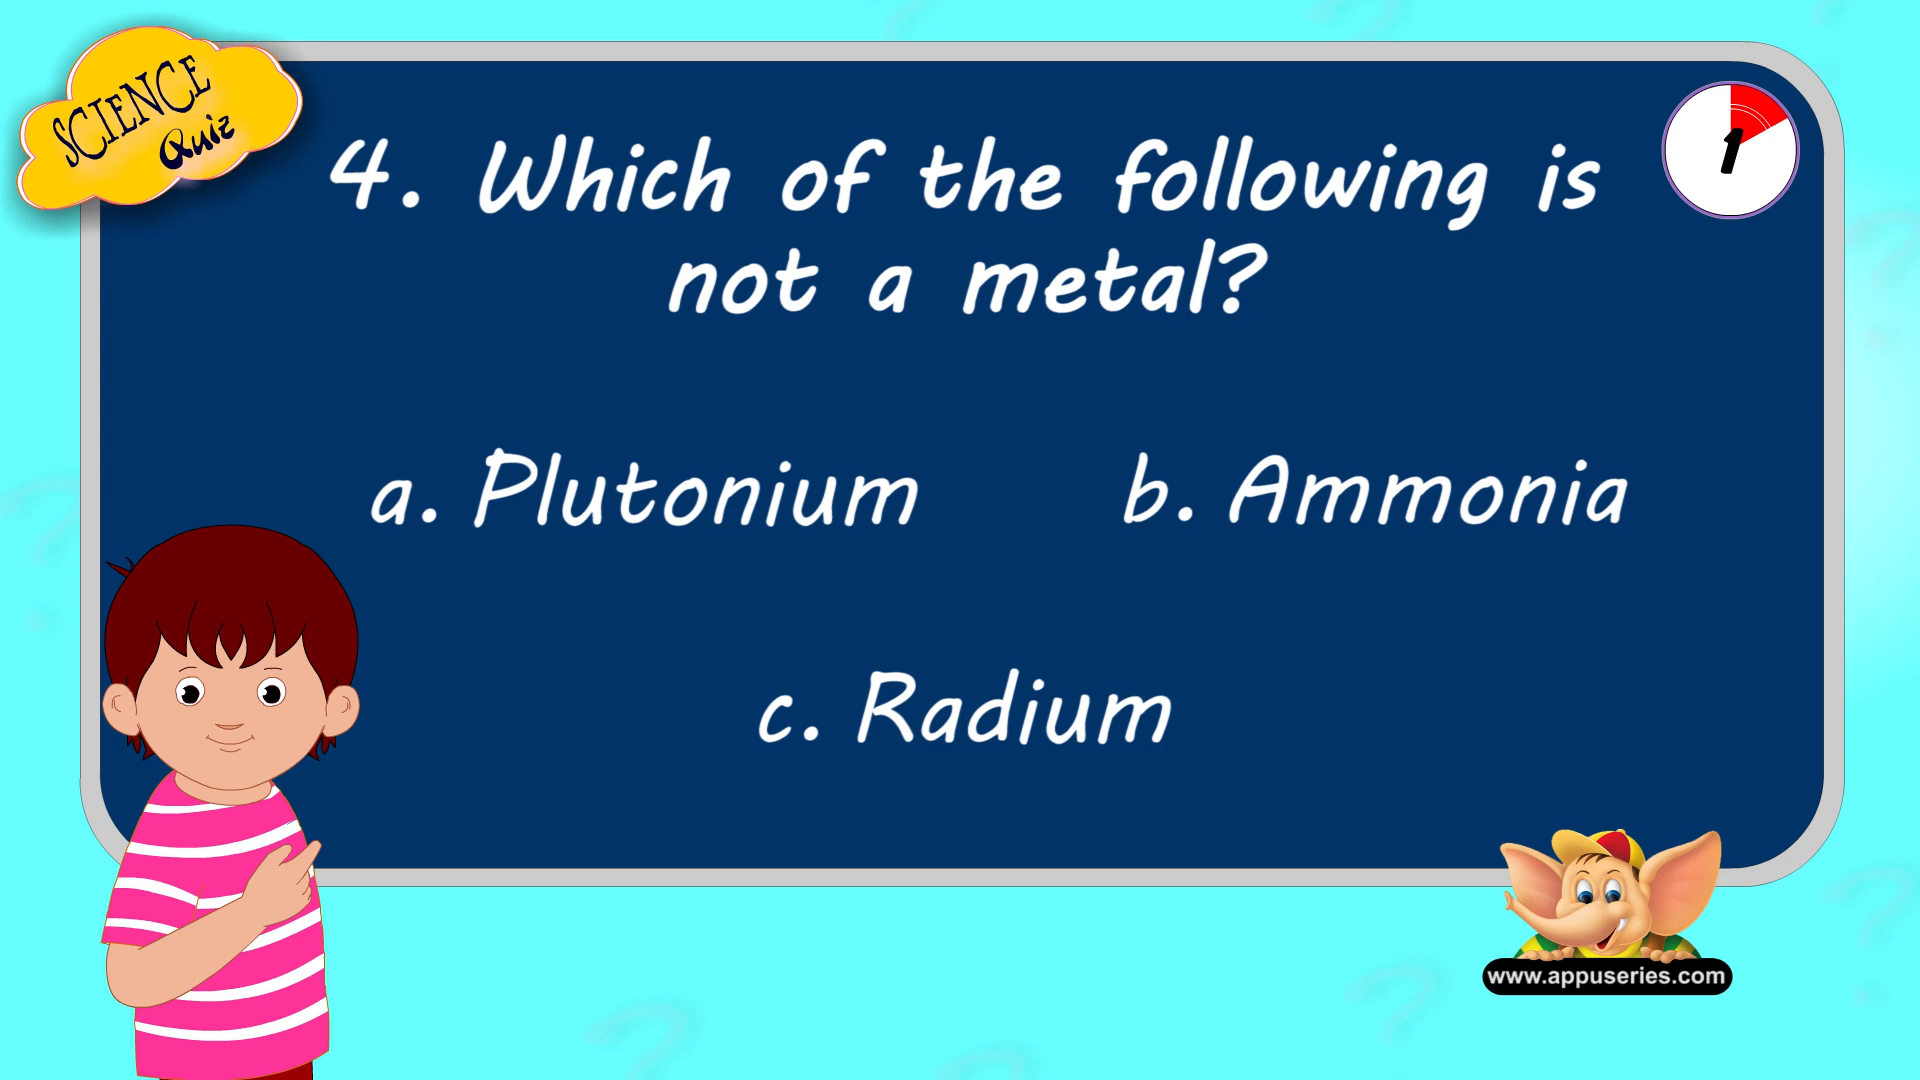 SCIENCE
Quiz
1
4. Which of the following is
not a metal?
a. Plutonium
b. Ammonia
c. Radium
www.appuseries.com